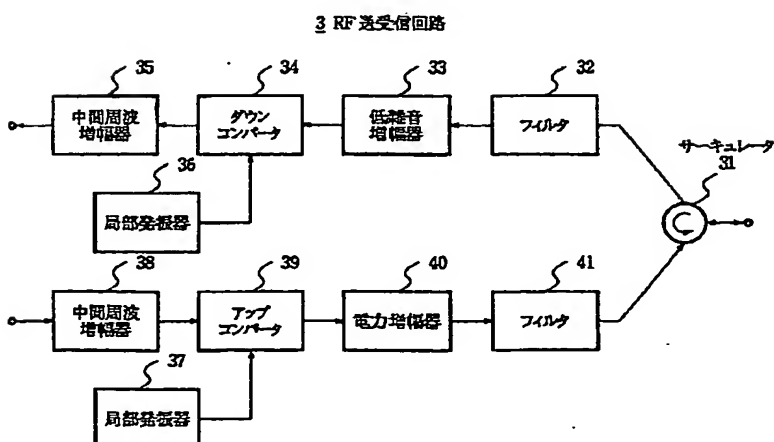 3 RF送受信回路
35
34
33
32
中間周波
増幅器
ダウン
コンバータ
低雑音
増幅器
フィルタ
サーキュレータ
31
36
局部発振器
38
39
40
41
中間周波
増幅器
アップ
コンバータ
電力増幅器
フィルタ
37
局部発振器